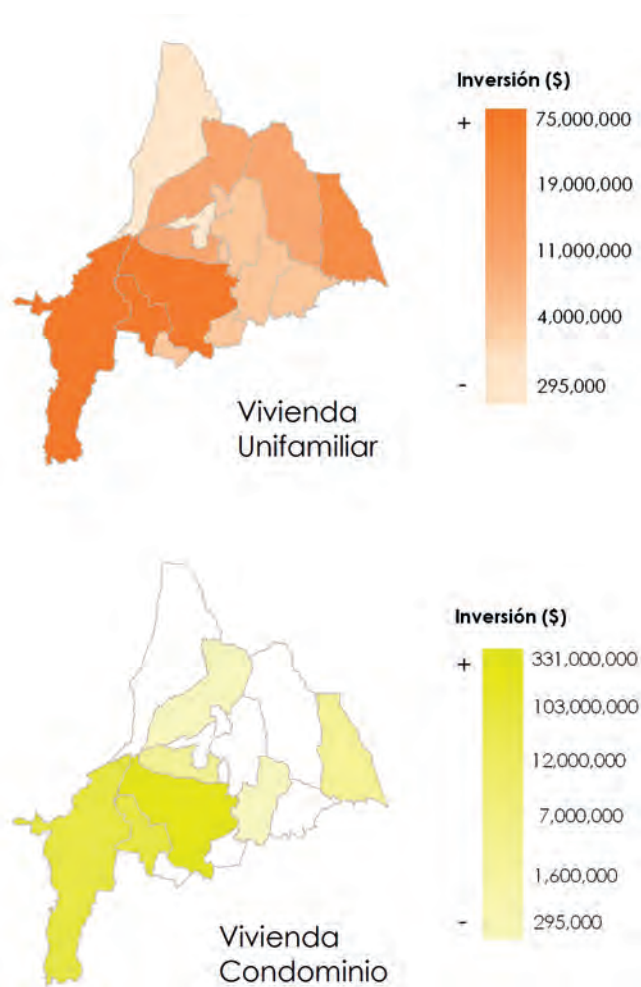 Inversión ($)
+
75,000,000
19,000,000
11,000,000
4,000,000
-
295,000
Vivienda
Unifamiliar
Inversión ($)
+
331,000,000
103,000,000
12,000,000
7,000,000
1,600,000
-
295,000
Vivienda
Condominio